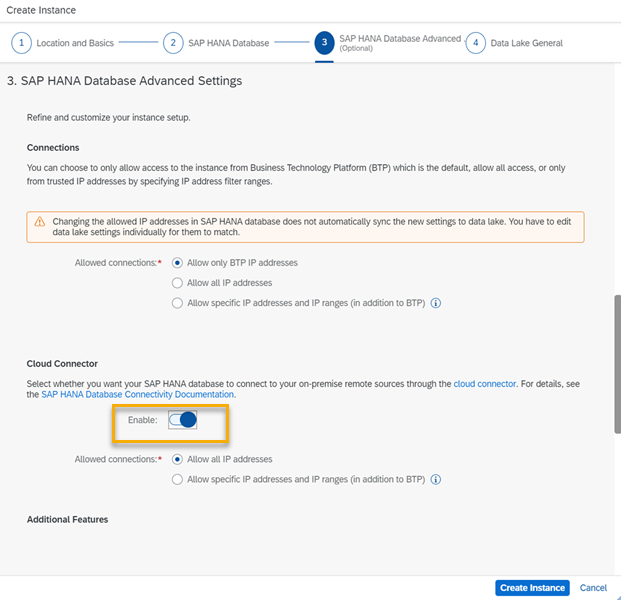 Create Instance
1 Location and Basics
2 SAP HANA Database
3 SAP HANA Database Advanced
(Optional)
4 Data Lake General
3. SAP HANA Database Advanced Settings
Refine and customize your instance setup.
Connections
You can choose to only allow access to the instance from Business Technology Platform (BTP) which is the default, allow all access, or only
from trusted IP addresses by specifying IP address filter ranges.
Changing the allowed IP addresses in SAP HANA database does not automatically sync the new settings to data lake. You have to edit
data lake settings individually for them to match.
Allowed connections:* Allow only BTP IP addresses
Allow all IP addresses
Allow specific IP addresses and IP ranges (in addition to BTP)
Cloud Connector
Select whether you want your SAP HANA database to connect to your on-premise remote sources through the cloud connector. For details, see
the SAP HANA Database Connectivity Documentation.
Enable:
Allowed connections:* Allow all IP addresses
Allow specific IP addresses and IP ranges (in addition to BTP)
Additional Features
Create Instance Cancel